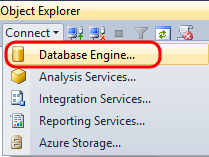 Object Explorer
Connect
Database Engine...
Analysis Services...
Integration Services...
Reporting Services...
Azure Storage...